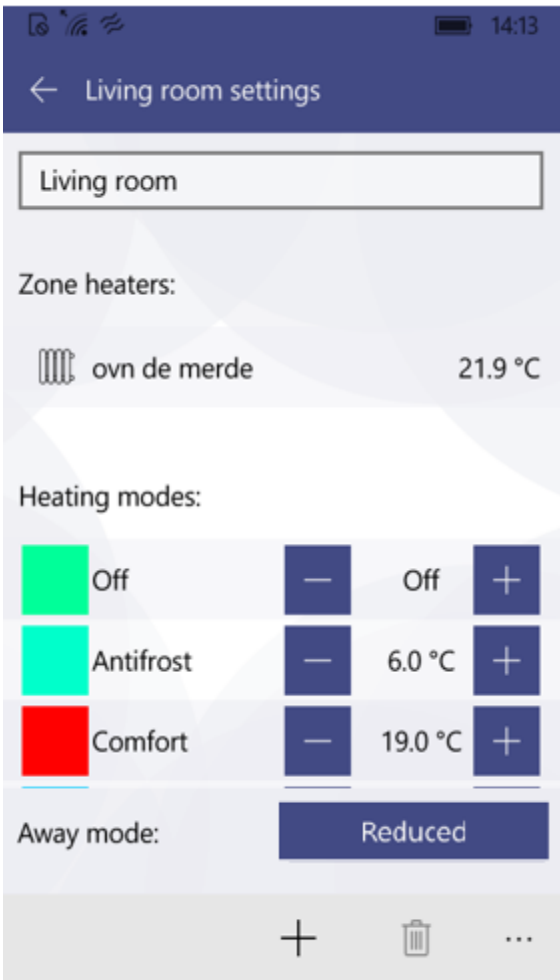 14:13
Living room settings
Living room
Zone heaters:
ovn de merde 21.9 °C
Heating modes:
Off Off
Antifrost 6.0 °C
Comfort 19.0 °C
Away mode: Reduced